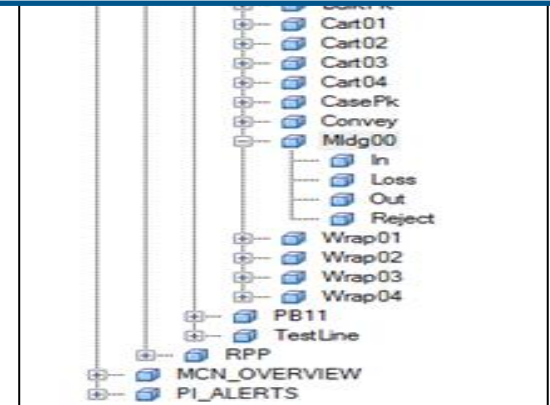 Cart01
Cart02
Cart03
Cart04
CasePk
Convey
Mldg00
In
Loss
Out
Reject
Wrap01
Wrap02
Wrap03
Wrap04
PB11
TestLine
RPP
MCN_OVERVIEW
PI_ALERTS